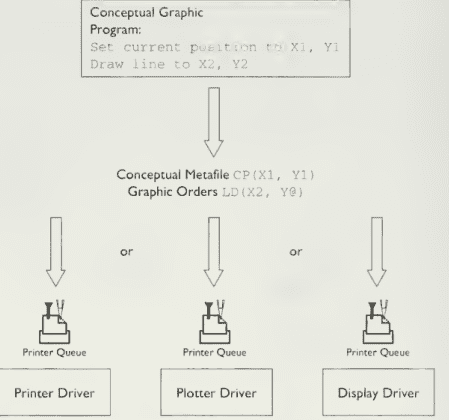 Conceptual Graphic
Program:
Set current position to X1, Y1
Draw line to X2, Y2
Conceptual Metafile CP(X1, Y1)
Graphic Orders LD(X2, Y@)
or
or
Printer Queue
Printer Queue
Printer Queue
Printer Driver
Plotter Driver
Display Driver